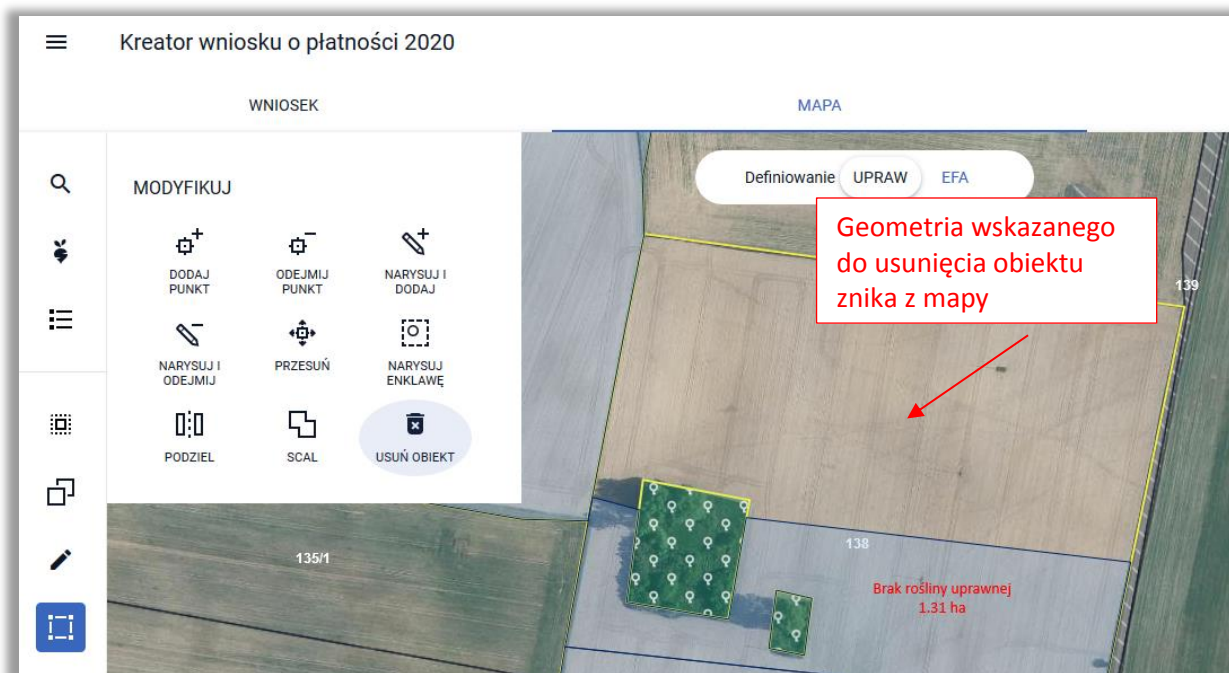 Kreator wniosku o płatności 2020
WNIOSEK
MAPA
MODYFIKUJ
DODAJ
PUNKT
ODEJMIJ
PUNKT
NARYSUJ I
DODAJ
NARYSUJ I
ODEJMIJ
PRZESUŃ
NARYSUJ
ENKLAWĘ
PODZIEL
SCAL
USUŃ OBIEKT
Definiowanie UPRAW EFA
Geometria wskazanego
do usunięcia obiektu
znika z mapy
139
138
135/1
Brak rośliny uprawnej
1.31 ha